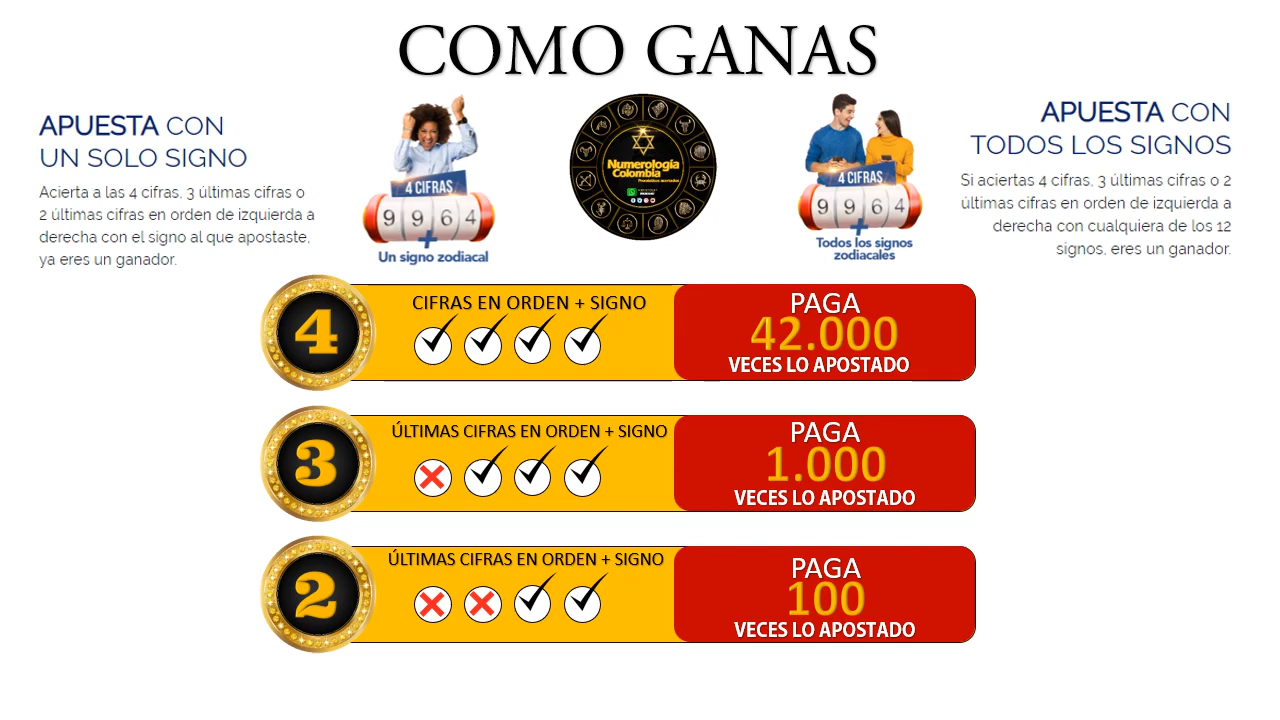 COMO GANAS
APUESTA CON
UN SOLO SIGNO
Acierta a las 4 cifras, 3 últimas cifras o
2 últimas cifras en orden de izquierda a
derecha con el signo al que apostaste,
ya eres un ganador.
4 CIFRAS
9 9 6 4
+
Un signo zodiacal
Numerología
Colombia
4 CIFRAS
9 9 6 4
+
Todos los signos
zodiacales
APUESTA CON
TODOS LOS SIGNOS
Si aciertas 4 cifras, 3 últimas cifras o 2
últimas cifras en orden de izquierda a
derecha con cualquiera de los 12
signos, eres un ganador.
4
CIFRAS EN ORDEN + SIGNO
PAGA
42.000
VECES LO APOSTADO
3
ÚLTIMAS CIFRAS EN ORDEN + SIGNO
PAGA
1.000
VECES LO APOSTADO
2
ÚLTIMAS CIFRAS EN ORDEN + SIGNO
PAGA
100
VECES LO APOSTADO